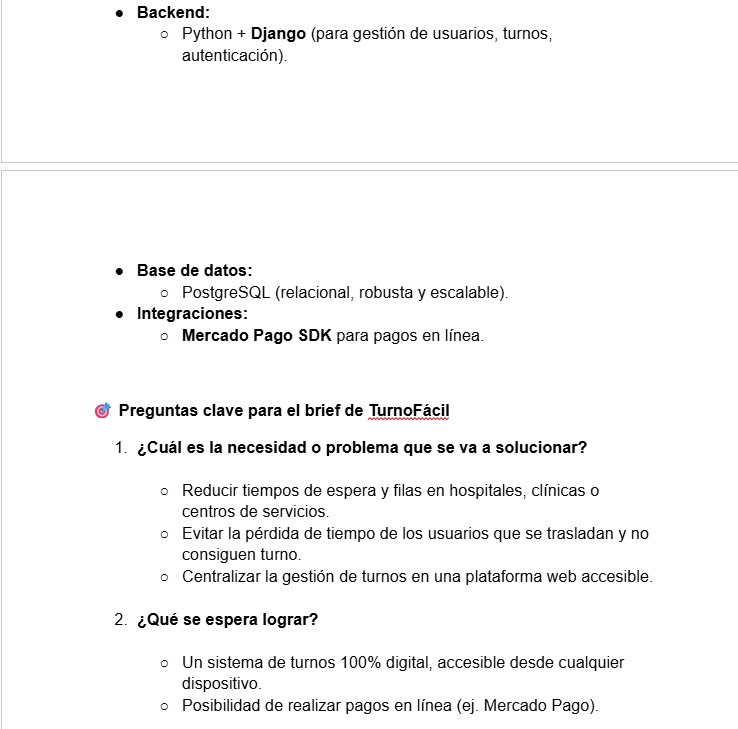 ● Backend:
○ Python + Django (para gestión de usuarios, turnos,
autenticación).
● Base de datos:
○ PostgreSQL (relacional, robusta y escalable).
● Integraciones:
○ Mercado Pago SDK para pagos en línea.
🎯 Preguntas clave para el brief de TurnoFácil
1. ¿Cuál es la necesidad o problema que se va a solucionar?
○ Reducir tiempos de espera y filas en hospitales, clínicas o
centros de servicios.
○ Evitar la pérdida de tiempo de los usuarios que se trasladan y no
consiguen turno.
○ Centralizar la gestión de turnos en una plataforma web accesible.
2. ¿Qué se espera lograr?
○ Un sistema de turnos 100% digital, accesible desde cualquier
dispositivo.
○ Posibilidad de realizar pagos en línea (ej. Mercado Pago).